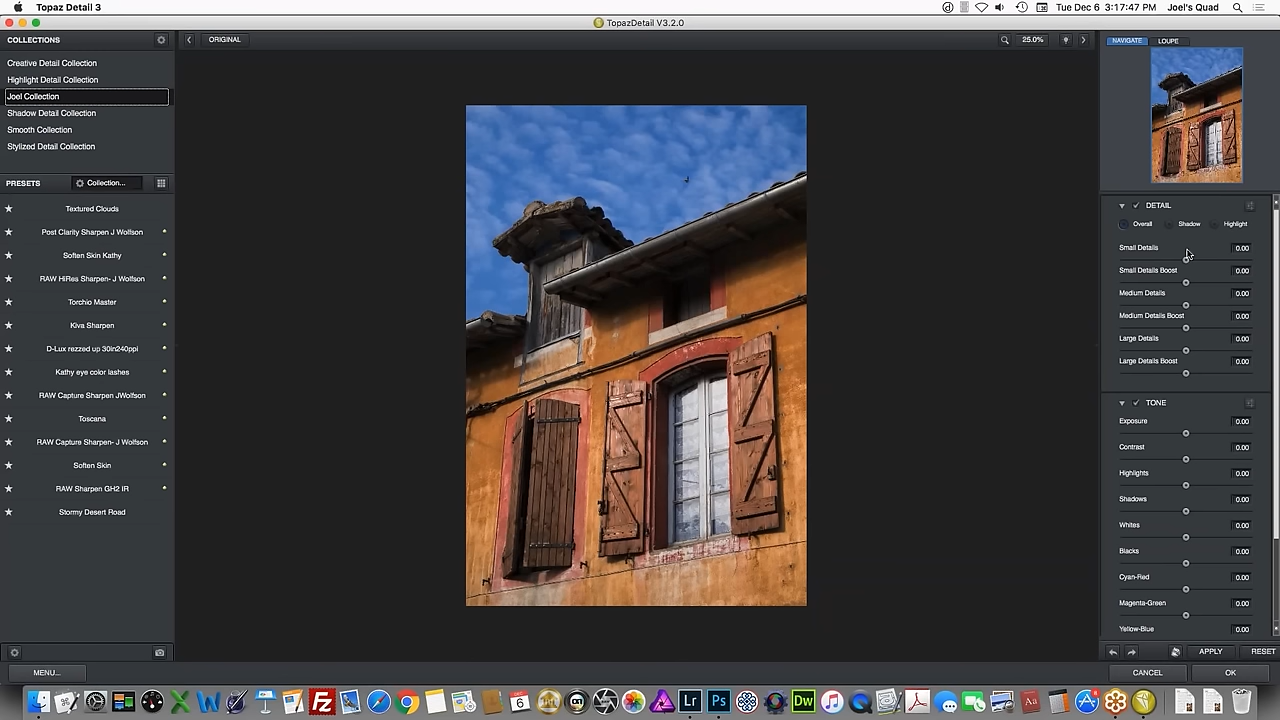 Topaz Detail 3
Tue Dec 6 3:17:47 PM Joel's Quad
TopazDetail V3.2.0
COLLECTIONS
ORIGINAL
25.0%
NAVIGATE LOUPE
Creative Detail Collection
Highlight Detail Collection
Joel Collection
Shadow Detail Collection
Smooth Collection
Stylized Detail Collection
PRESETS
Collection...
Textured Clouds
Post Clarity Sharpen J Wolfson
Soften Skin Kathy
RAW HiRes Sharpen- J Wolfson
Torchio Master
Kiva Sharpen
D-Lux rezzed up 30in240ppi
Kathy eye color lashes
RAW Capture Sharpen JWolfson
Toscana
RAW Capture Sharpen- J Wolfson
Soften Skin
RAW Sharpen GH2 IR
Stormy Desert Road
MENU...
DETAIL
Overall Shadow Highlight
Small Details 0.00
Small Details Boost 0.00
Medium Details 0.00
Medium Details Boost 0.00
Large Details 0.00
Large Details Boost 0.00
TONE
Exposure 0.00
Contrast 0.00
Highlights 0.00
Shadows 0.00
Whites 0.00
Blacks 0.00
Cyan-Red 0.00
Magenta-Green 0.00
Yellow-Blue 0.00
APPLY RESET
CANCEL OK
Fz
6
Lr
Ps
Dw
Aa